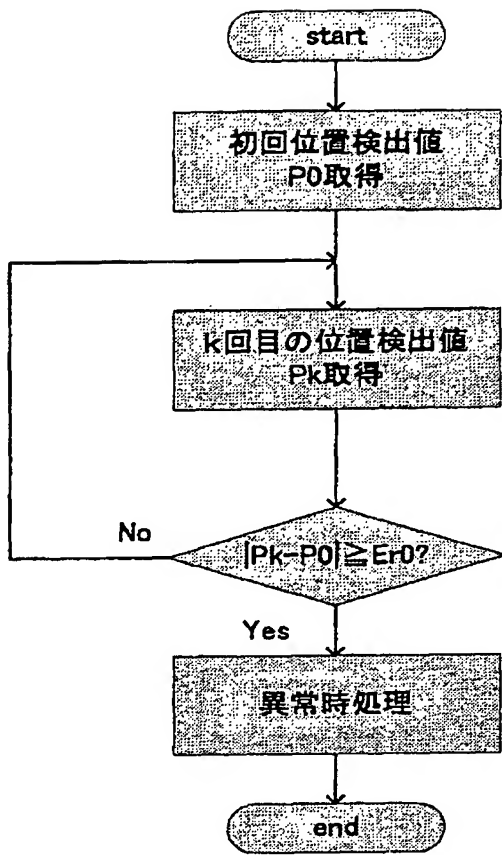 start
初回位置検出値
P0取得
k回目の位置検出値
Pk取得
No
|Pk-P0|≧Er0?
Yes
異常時処理
end